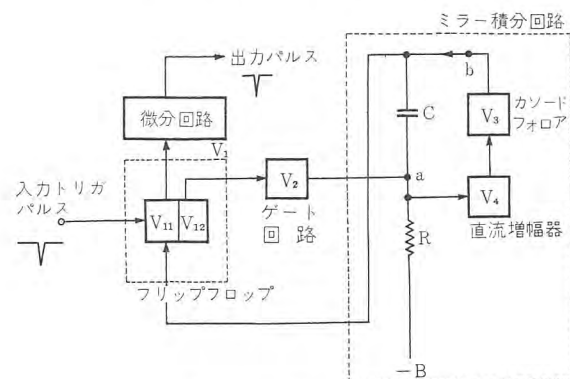 ミラー積分回路
出力パルス
微分回路
V₁
入力トリガ
パルス
V₁₁
V₁₂
フリップフロップ
V₂
ゲート
回路
b
C
a
R
−B
V₃
カソード
フォロア
V₄
直流増幅器